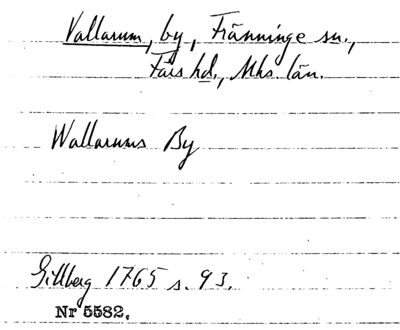 Vallarum, by, Fränninge sn.,
Färs hd., Mhs län.
Wallarums By
Gillberg 1765 s. 93.
Nr 5582.